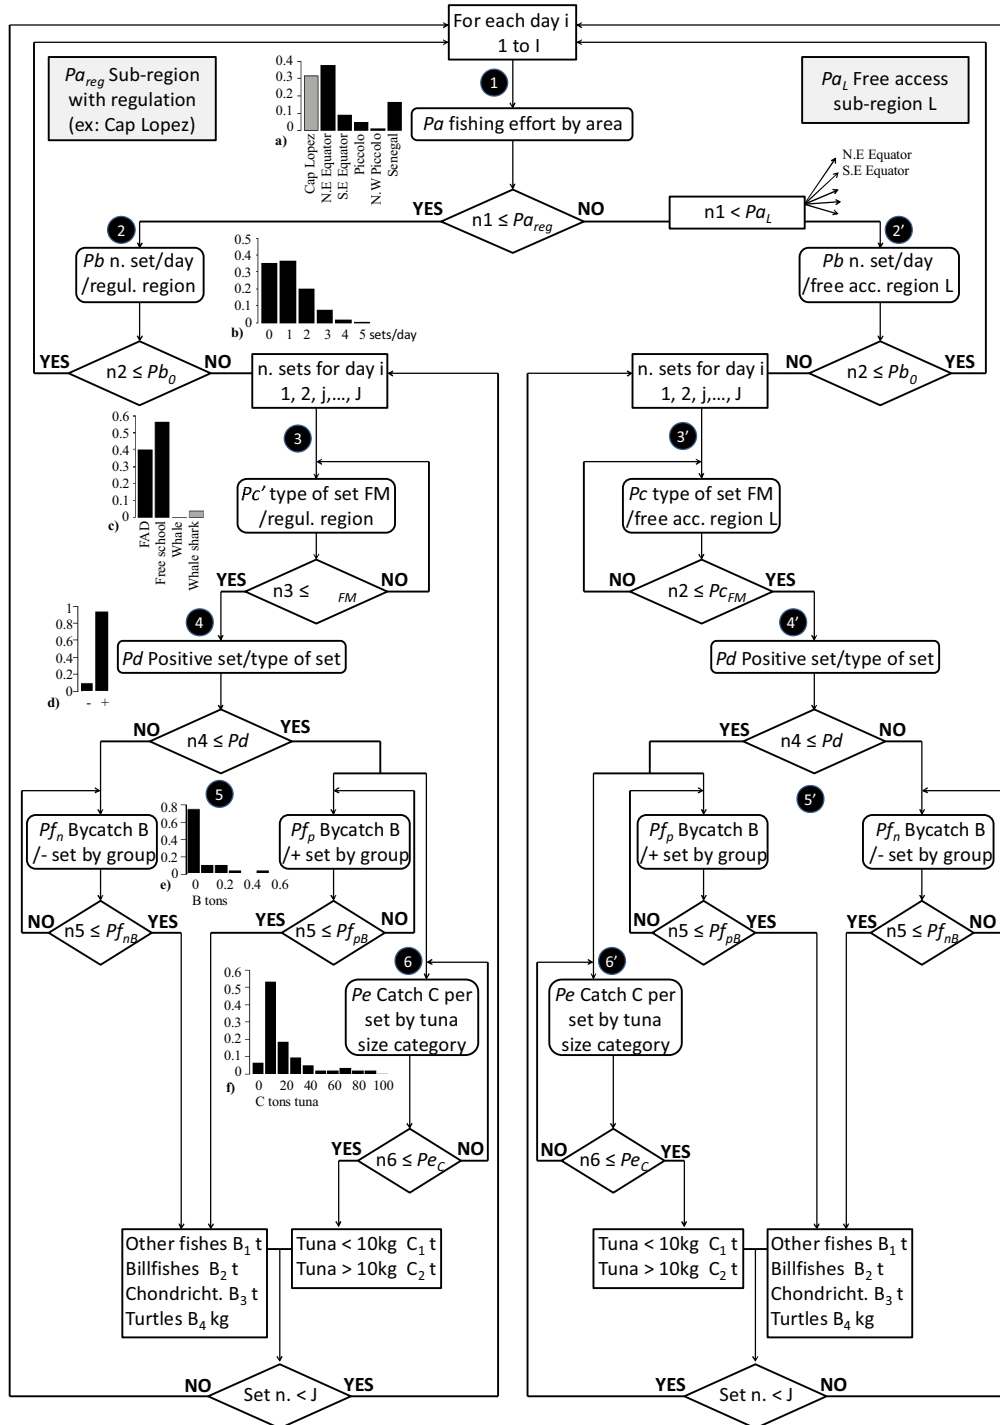 For each day i
1 to I
Pa_reg Sub-region
with regulation
(ex: Cap Lopez)
Pa_L Free access
sub-region L
1
0.4
0.3
0.2
0.1
0
a)
Cap Lopez
N.E Equator
S.E Equator
Piccolo
N.W Piccolo
Senegal
Pa fishing effort by area
N.E Equator
S.E Equator
YES
n1 ≤ Pa_reg
NO
n1 < Pa_L
2
2'
Pb n. set/day
/regul. region
0.5
0.4
0.3
0.2
0.1
0
b)
0 1 2 3 4 5 sets/day
Pb n. set/day
/free acc. region L
YES
n2 ≤ Pb_0
NO
n. sets for day i
1, 2, j,..., J
n. sets for day i
1, 2, j,..., J
NO
n2 ≤ Pb_0
YES
0.6
0.5
0.4
0.3
0.2
0.1
0
c)
FAD
Free school
Whale
Whale shark
3
3'
Pc' type of set FM
/regul. region
Pc type of set FM
/free acc. region L
YES
n3 ≤ _FM
NO
NO
n2 ≤ Pc_FM
YES
1
0.8
0.6
0.4
0.2
0
d)
- +
4
4'
Pd Positive set/type of set
Pd Positive set/type of set
NO
n4 ≤ Pd
YES
YES
n4 ≤ Pd
NO
5
5'
Pf_n Bycatch B
/- set by group
0.8
0.6
0.4
0.2
0
e)
0 0.2 0.4 0.6
B tons
Pf_p Bycatch B
/+ set by group
Pf_p Bycatch B
/+ set by group
Pf_n Bycatch B
/- set by group
NO
n5 ≤ Pf_nB
YES
YES
n5 ≤ Pf_pB
NO
NO
n5 ≤ Pf_pB
YES
YES
n5 ≤ Pf_nB
NO
6
6'
0.6
0.5
0.4
0.3
0.2
0.1
0
f)
0 20 40 60 80 100
C tons tuna
Pe Catch C per
set by tuna
size category
Pe Catch C per
set by tuna
size category
YES
n6 ≤ Pe_C
NO
NO
n6 ≤ Pe_C
YES
Other fishes B_1 t
Billfishes B_2 t
Chondricht. B_3 t
Turtles B_4 kg
Tuna < 10kg C_1 t
Tuna > 10kg C_2 t
Tuna < 10kg C_1 t
Tuna > 10kg C_2 t
Other fishes B_1 t
Billfishes B_2 t
Chondricht. B_3 t
Turtles B_4 kg
NO
Set n. < J
YES
YES
Set n. < J
NO